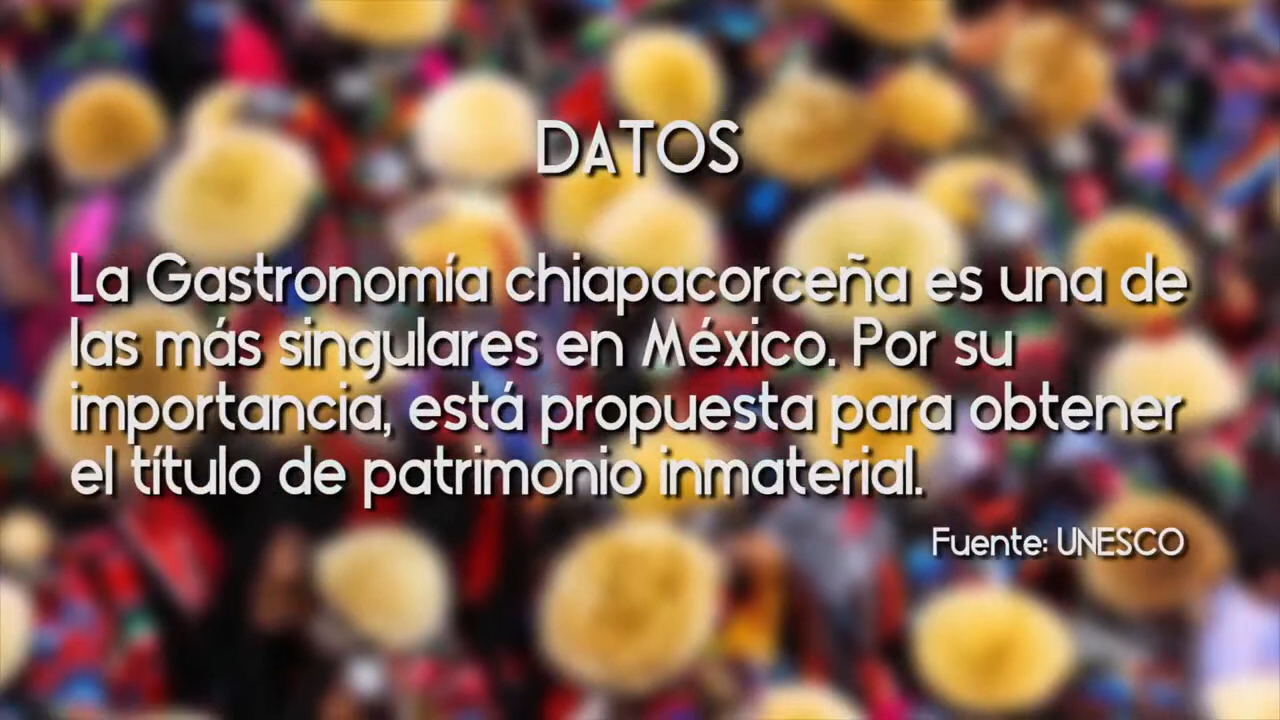 DATOS
La Gastronomía chiapacorceña es una de
las más singulares en México. Por su
importancia, está propuesta para obtener
el título de patrimonio inmaterial.
Fuente: UNESCO